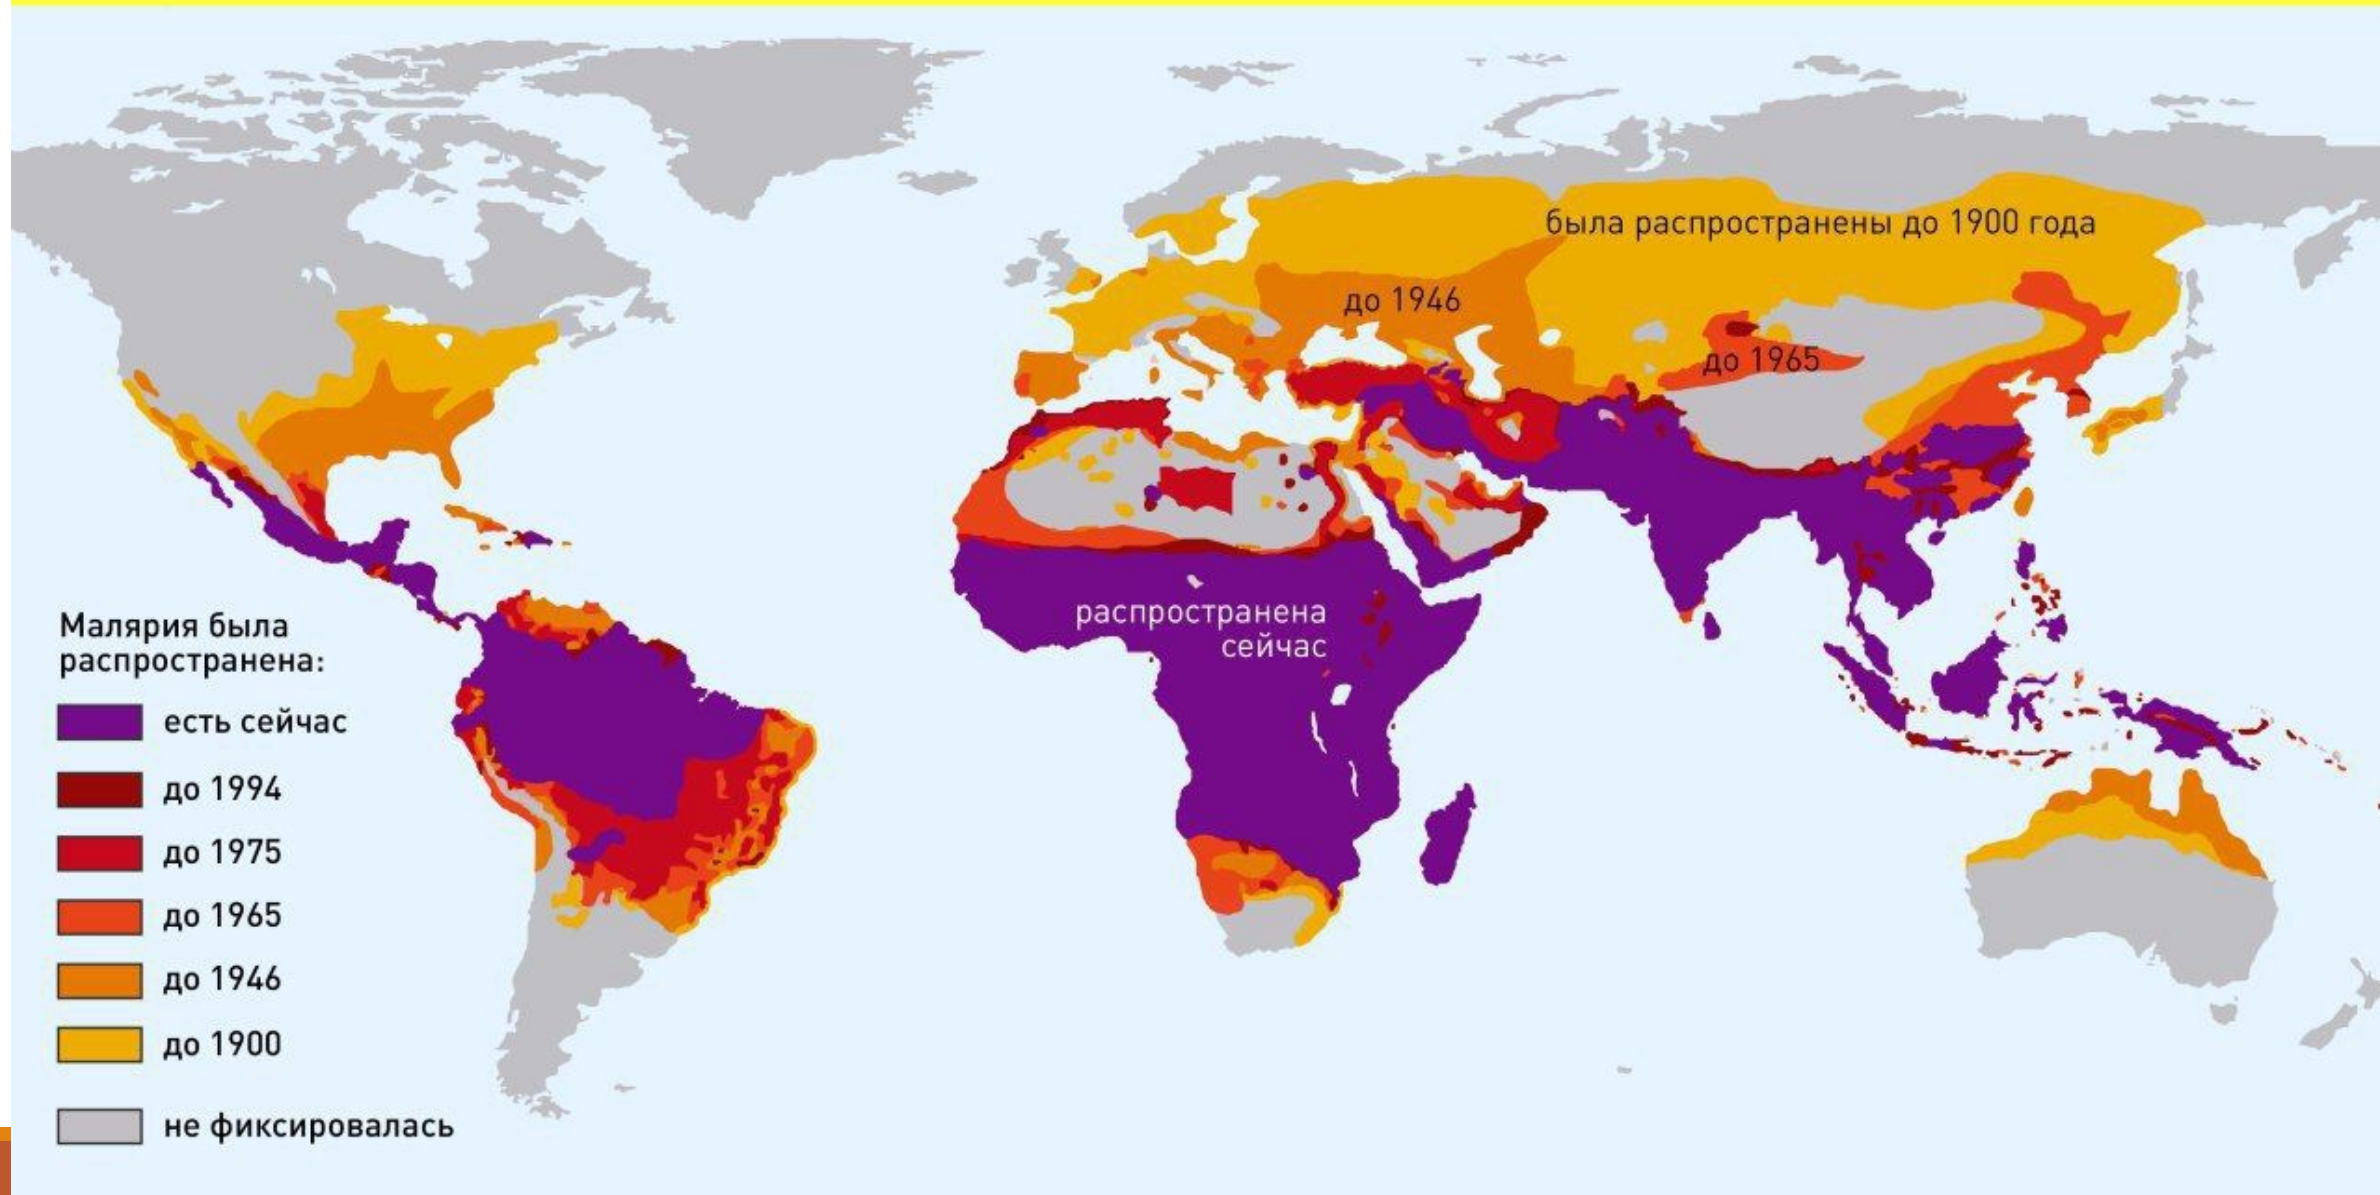 была распространены до 1900 года
до 1946
до 1965
распространена
сейчас
Малярия была
распространена:
есть сейчас
до 1994
до 1975
до 1965
до 1946
до 1900
не фиксировалась